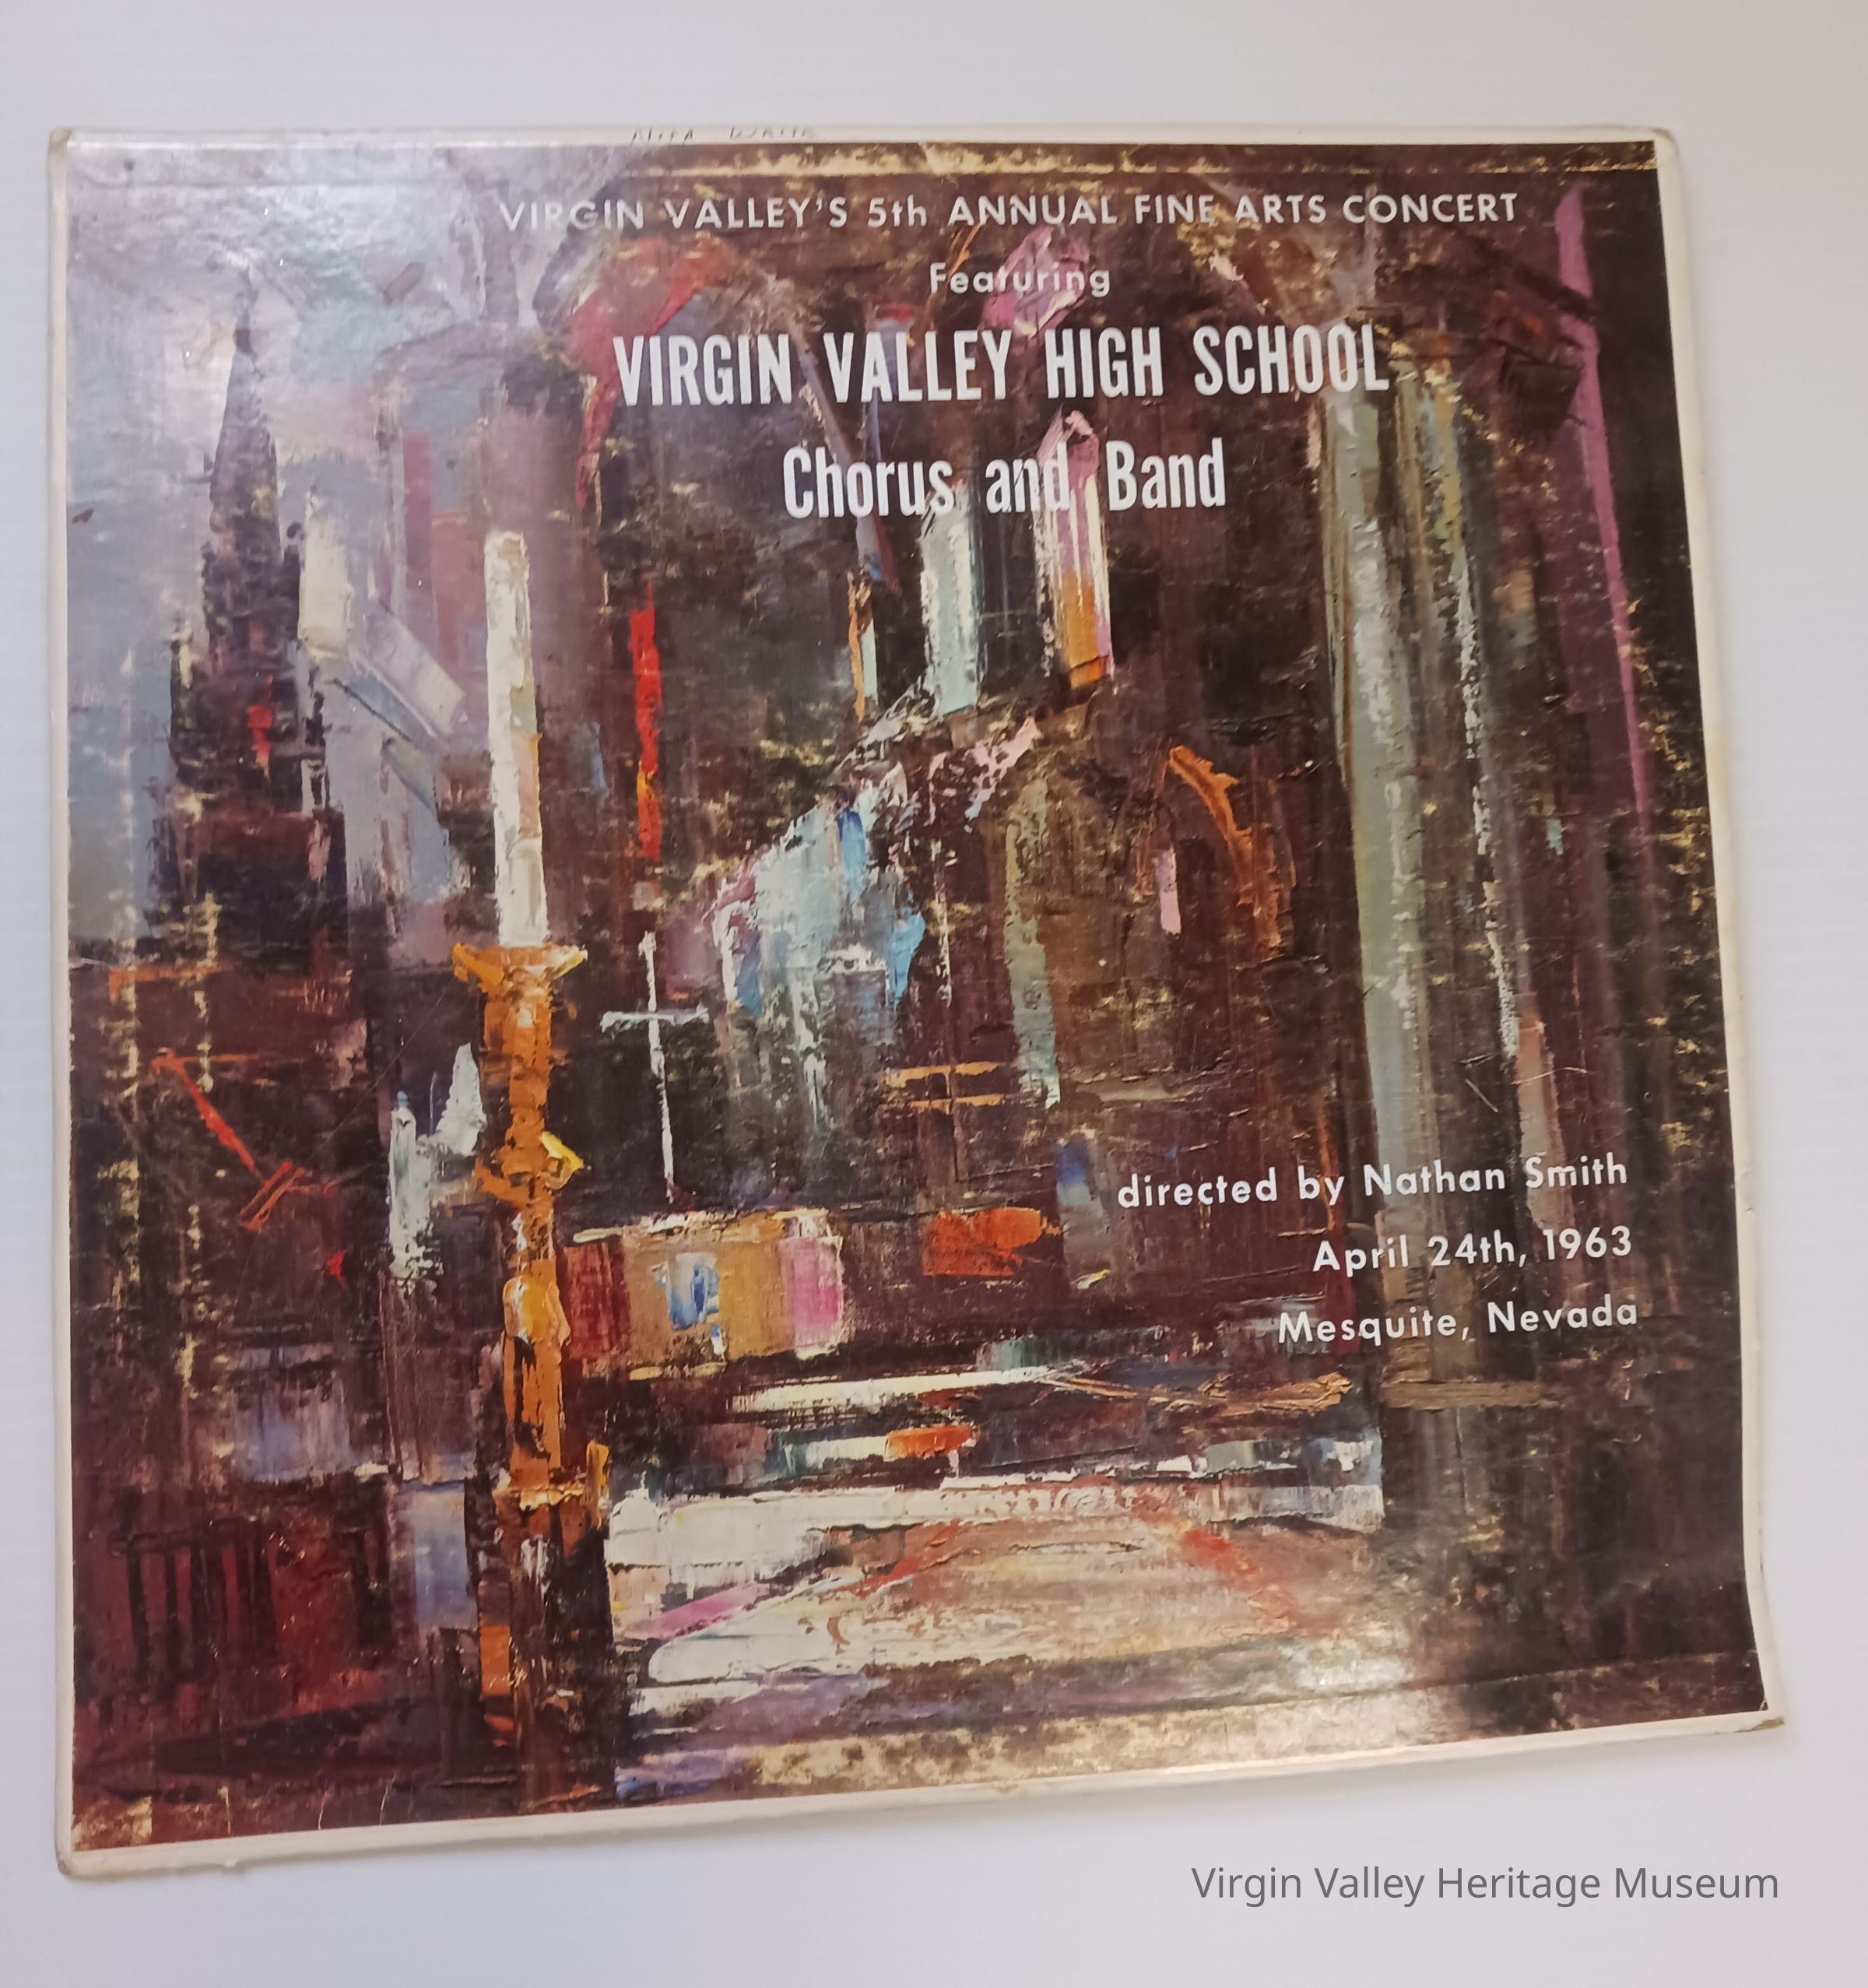 VIRGIN VALLEY'S 5th ANNUAL FINE ARTS CONCERT
Featuring
VIRGIN VALLEY HIGH SCHOOL
Chorus and Band
directed by Nathan Smith
April 24th, 1963
Mesquite, Nevada
Virgin Valley Heritage Museum